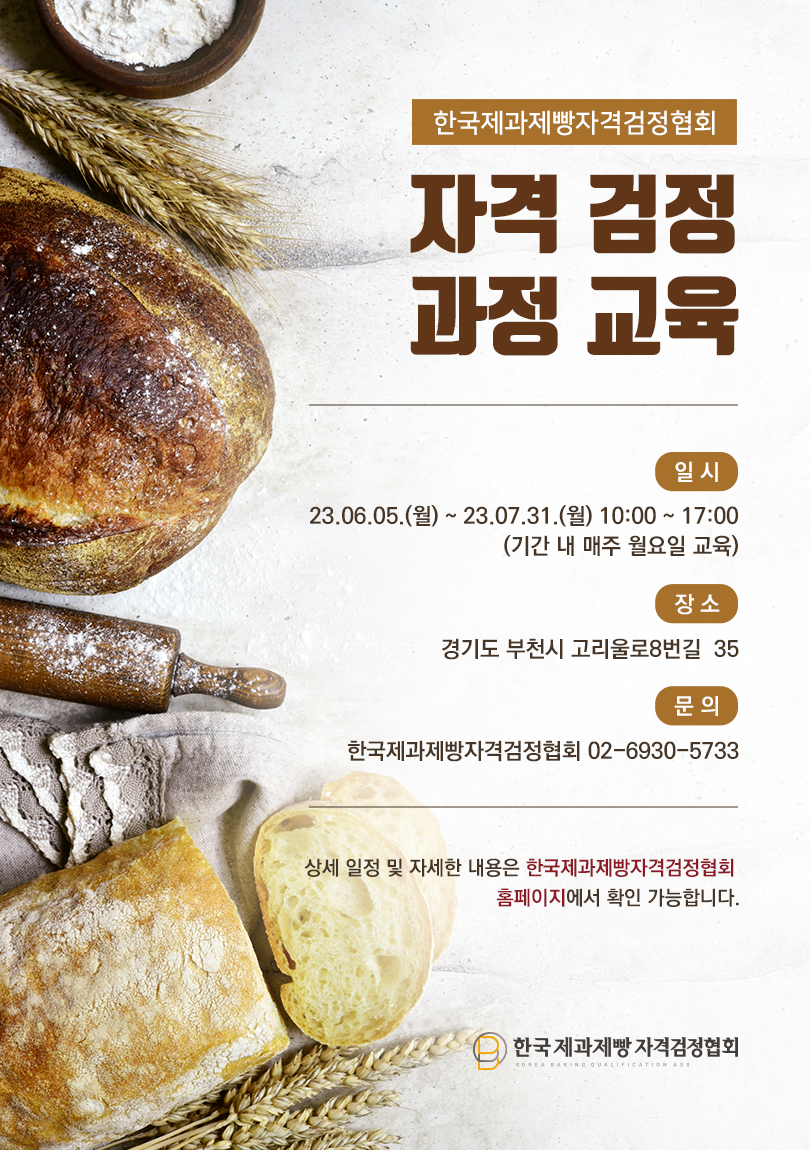 한국제과제빵자격검정협회
자격 검정
과정 교육
일 시
23.06.05.(월) ~ 23.07.31.(월) 10:00 ~ 17:00
(기간 내 매주 월요일 교육)
장 소
경기도 부천시 고리울로8번길 35
문 의
한국제과제빵자격검정협회 02-6930-5733
상세 일정 및 자세한 내용은 한국제과제빵자격검정협회
홈페이지에서 확인 가능합니다.
한국제과제빵자격검정협회
KOREA BAKING QUALIFICATION ASS